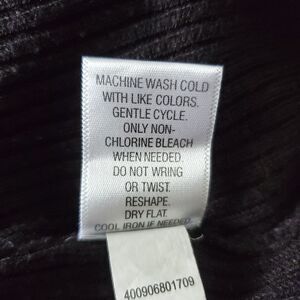 MACHINE WASH COLD
WITH LIKE COLORS.
GENTLE CYCLE.
ONLY NON-
CHLORINE BLEACH
WHEN NEEDED.
DO NOT WRING
OR TWIST.
RESHAPE.
DRY FLAT.
COOL IRON IF NEEDED.
400906801709